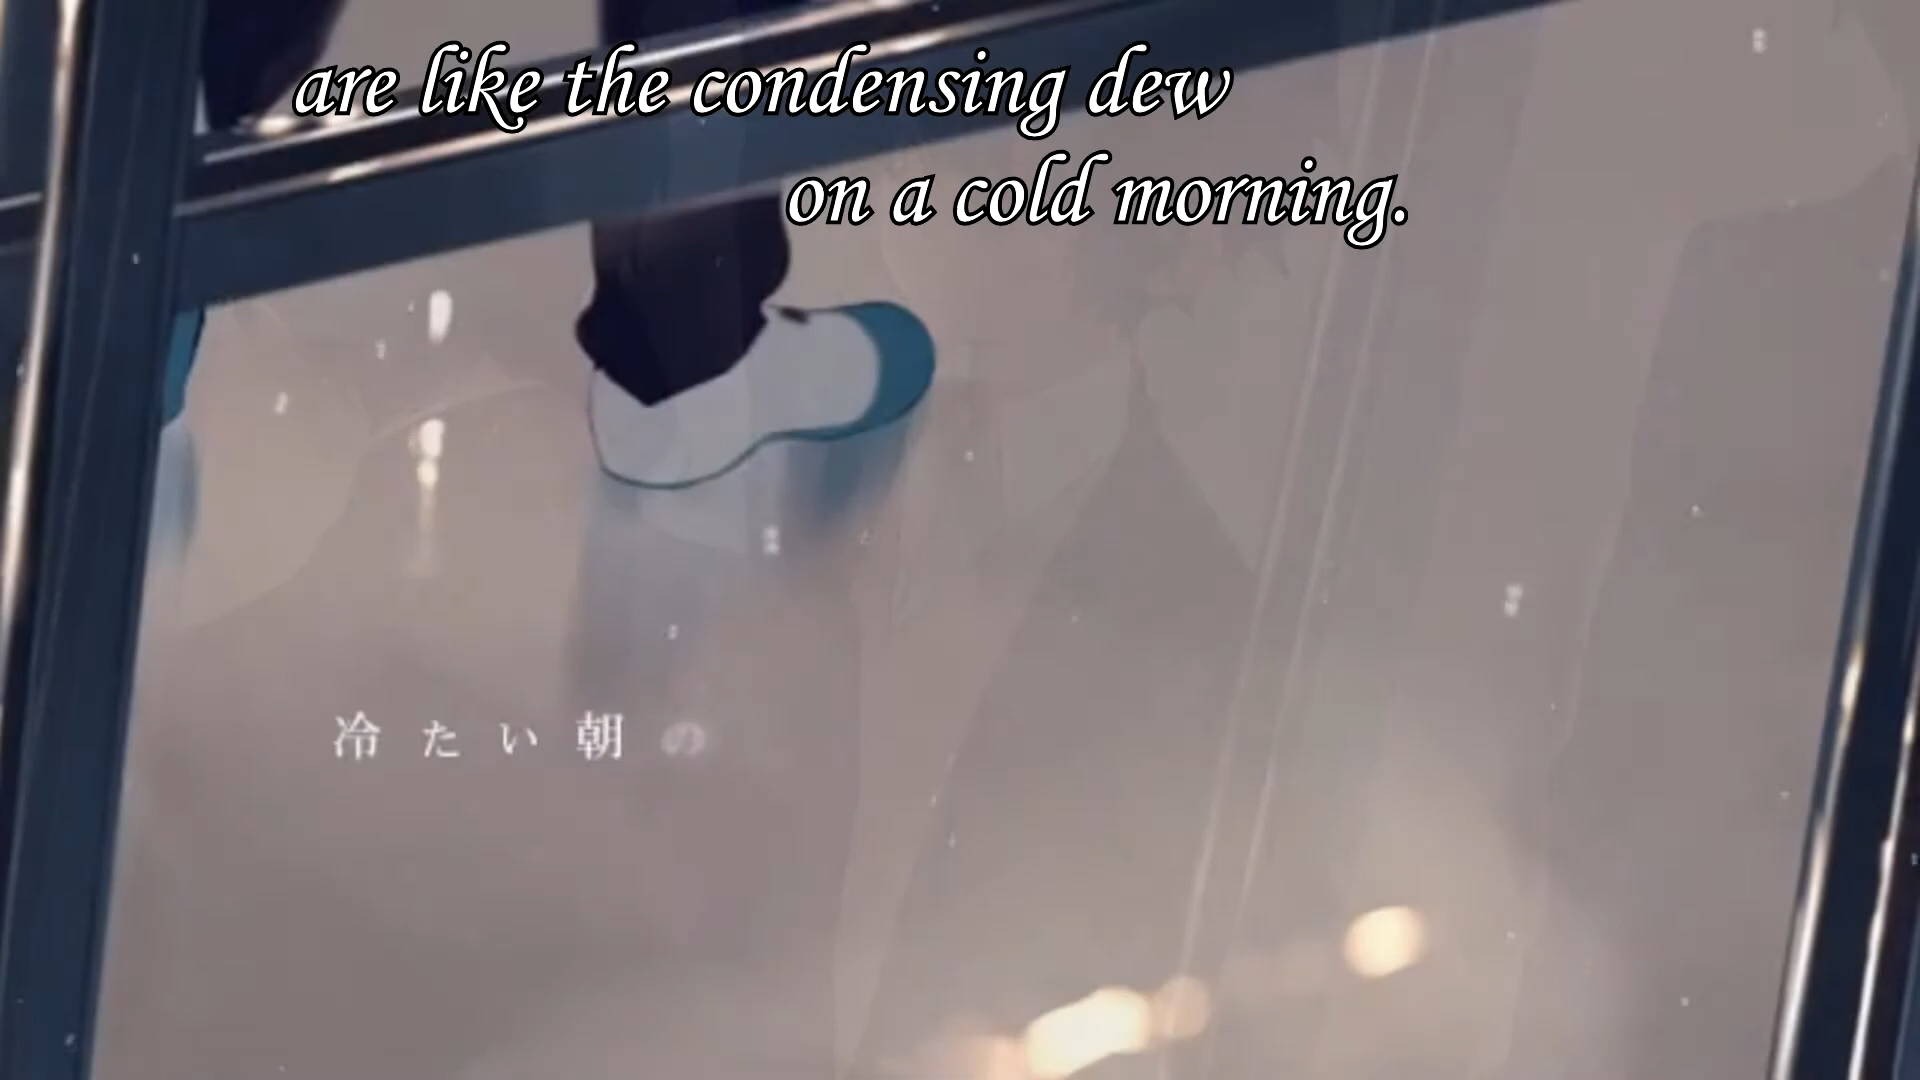 are like the condensing dew
on a cold morning.
冷たい朝の